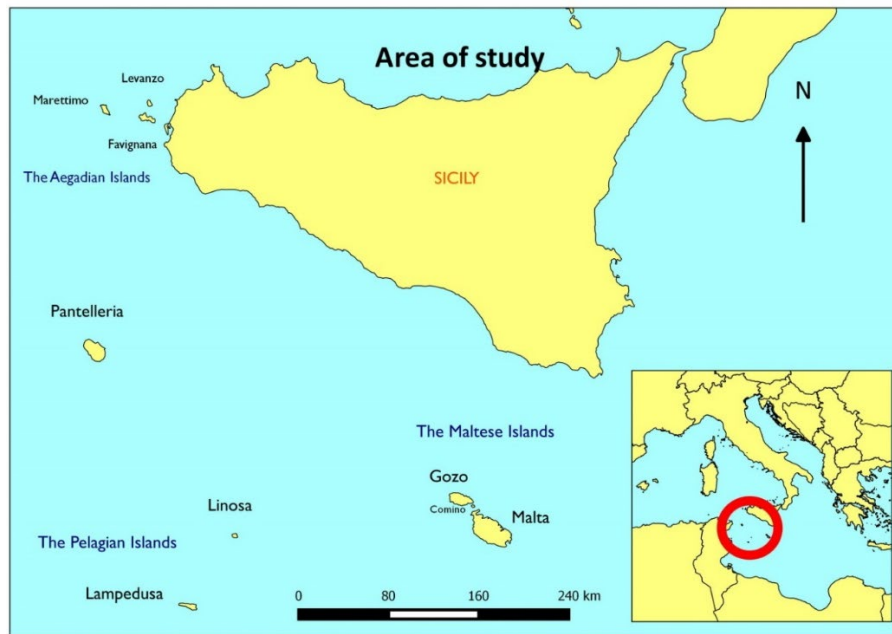 Area of study
Levanzo
Marettimo
N
Favignana
The Aegadian Islands
SICILY
Pantelleria
The Maltese Islands
Gozo
Comino
Malta
Linosa
The Pelagian Islands
Lampedusa
0 80 160 240 km